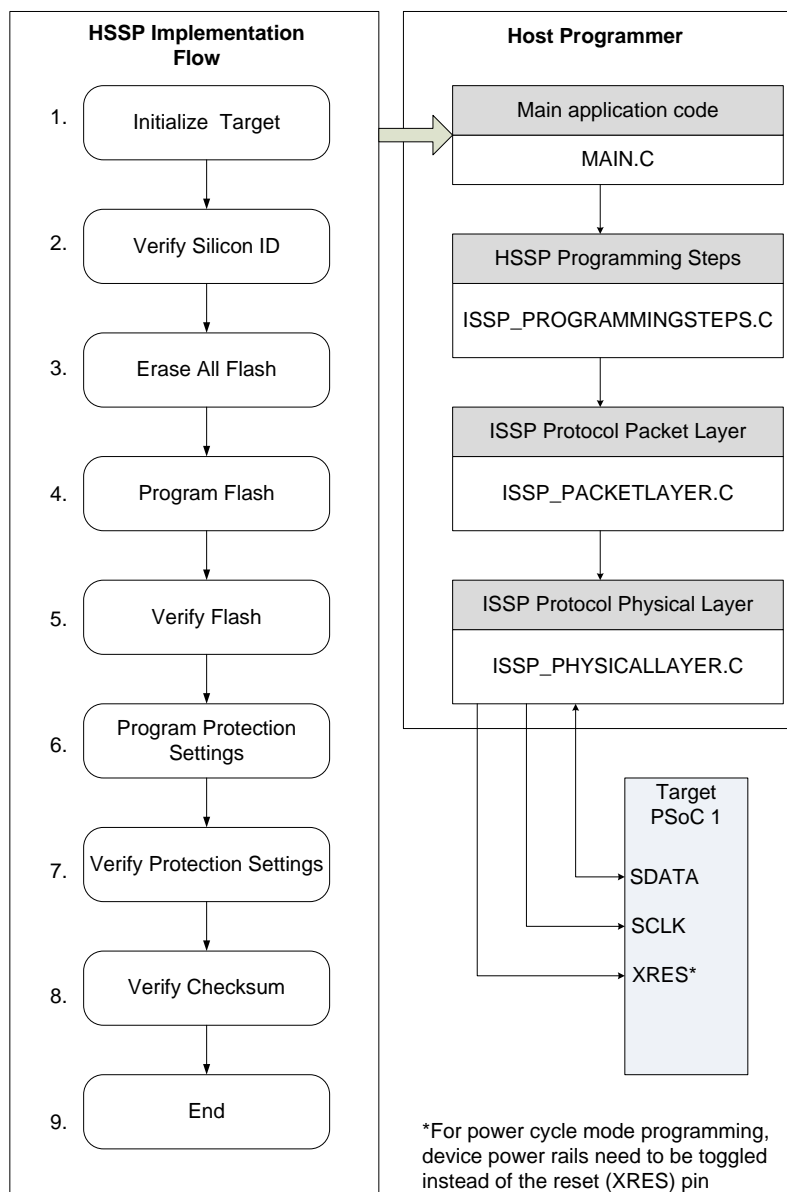 HSSP Implementation
Flow
1.
Initialize Target
2.
Verify Silicon ID
3.
Erase All Flash
4.
Program Flash
5.
Verify Flash
6.
Program Protection
Settings
7.
Verify Protection Settings
8.
Verify Checksum
9.
End
Host Programmer
Main application code
MAIN.C
HSSP Programming Steps
ISSP_PROGRAMMINGSTEPS.C
ISSP Protocol Packet Layer
ISSP_PACKETLAYER.C
ISSP Protocol Physical Layer
ISSP_PHYSICALLAYER.C
Target
PSoC 1
SDATA
SCLK
XRES*
*For power cycle mode programming,
device power rails need to be toggled
instead of the reset (XRES) pin